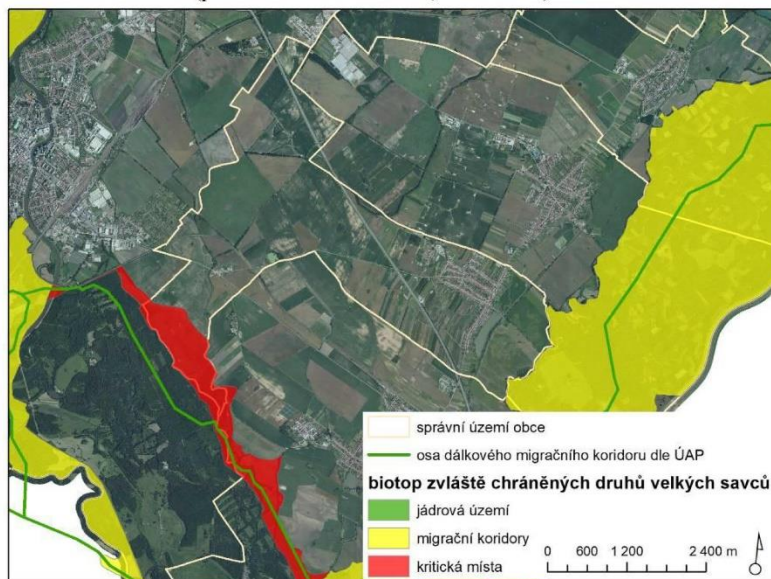 správní území obce
osa dálkového migračního koridoru dle ÚAP
biotop zvláště chráněných druhů velkých savců
jádrová území
migrační koridory
kritická místa
0 600 1 200 2 400 m